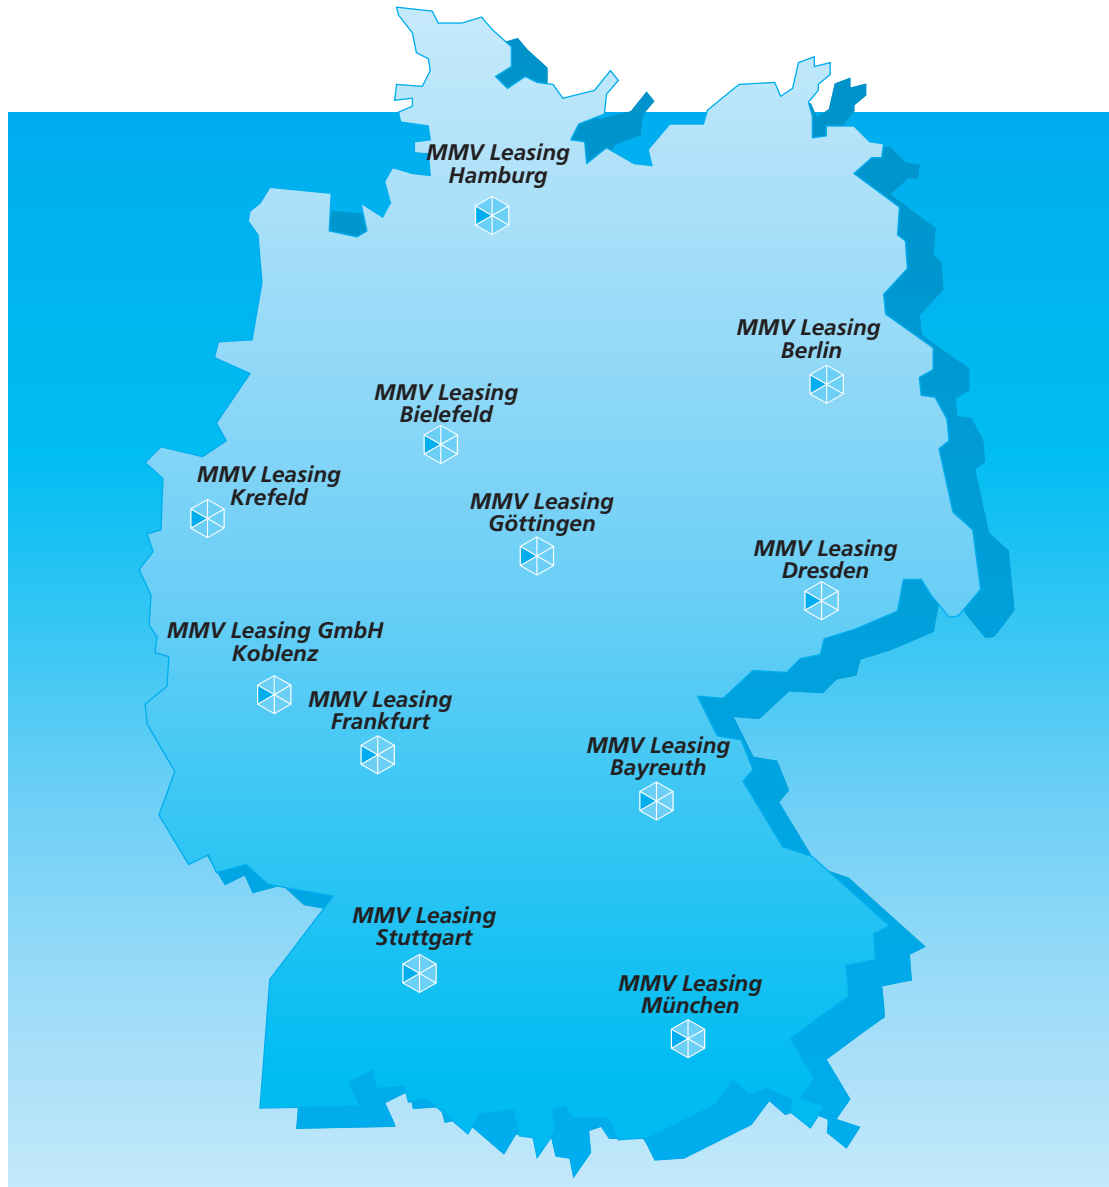 MMV Leasing
Hamburg
MMV Leasing
Berlin
MMV Leasing
Bielefeld
MMV Leasing
Krefeld
MMV Leasing
Göttingen
MMV Leasing
Dresden
MMV Leasing GmbH
Koblenz
MMV Leasing
Frankfurt
MMV Leasing
Bayreuth
MMV Leasing
Stuttgart
MMV Leasing
München